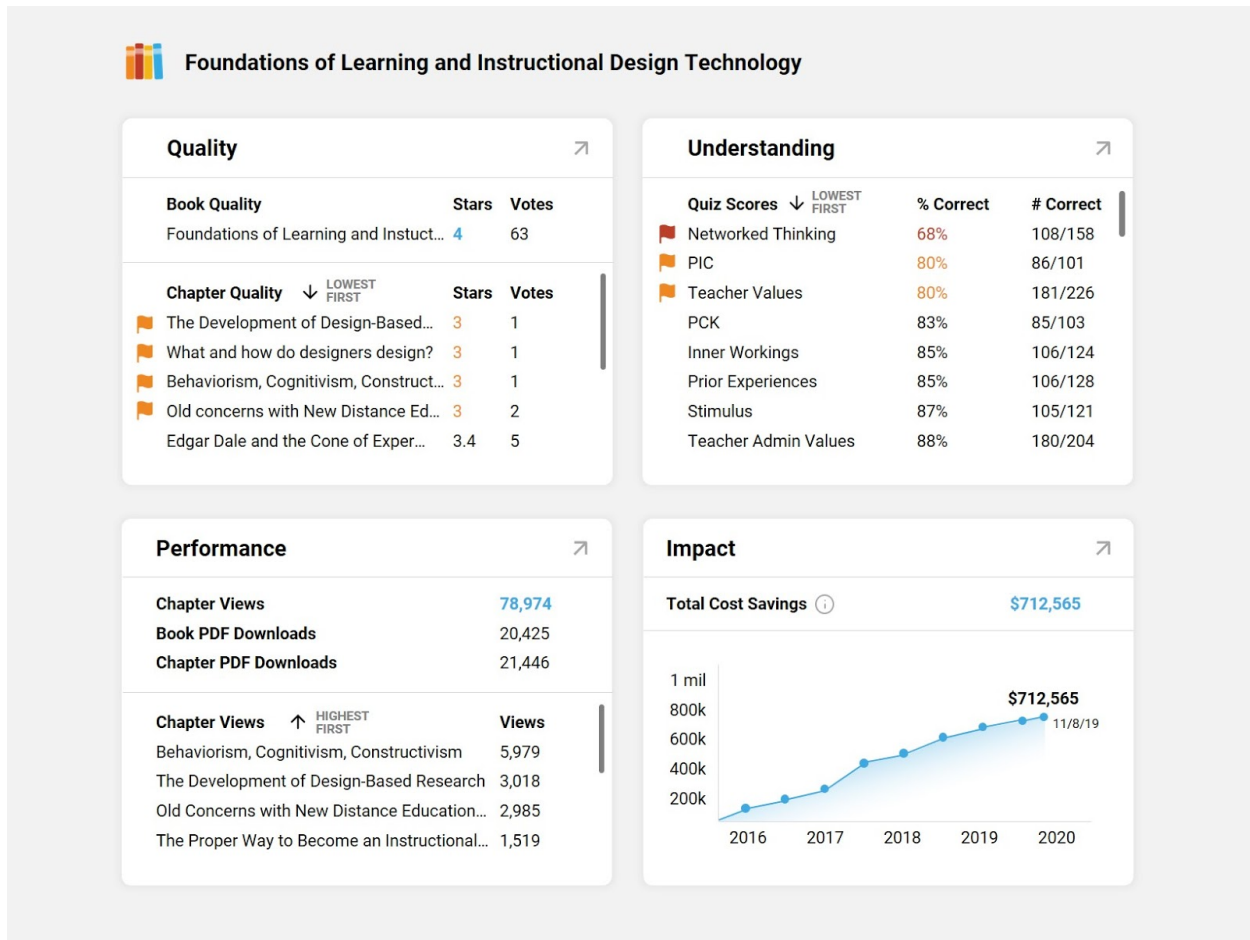 Foundations of Learning and Instructional Design Technology
Quality
Book Quality Stars Votes
Foundations of Learning and Instuct... 4 63
Chapter Quality LOWEST FIRST Stars Votes
The Development of Design-Based... 3 1
What and how do designers design? 3 1
Behaviorism, Cognitivism, Construct... 3 1
Old concerns with New Distance Ed... 3 2
Edgar Dale and the Cone of Exper... 3.4 5
Understanding
Quiz Scores LOWEST FIRST % Correct # Correct
Networked Thinking 68% 108/158
PIC 80% 86/101
Teacher Values 80% 181/226
PCK 83% 85/103
Inner Workings 85% 106/124
Prior Experiences 85% 106/128
Stimulus 87% 105/121
Teacher Admin Values 88% 180/204
Performance
Chapter Views 78,974
Book PDF Downloads 20,425
Chapter PDF Downloads 21,446
Chapter Views HIGHEST FIRST Views
Behaviorism, Cognitivism, Constructivism 5,979
The Development of Design-Based Research 3,018
Old Concerns with New Distance Education... 2,985
The Proper Way to Become an Instructional... 1,519
Impact
Total Cost Savings $712,565
1 mil
800k
600k
400k
200k
$712,565
11/8/19
2016 2017 2018 2019 2020